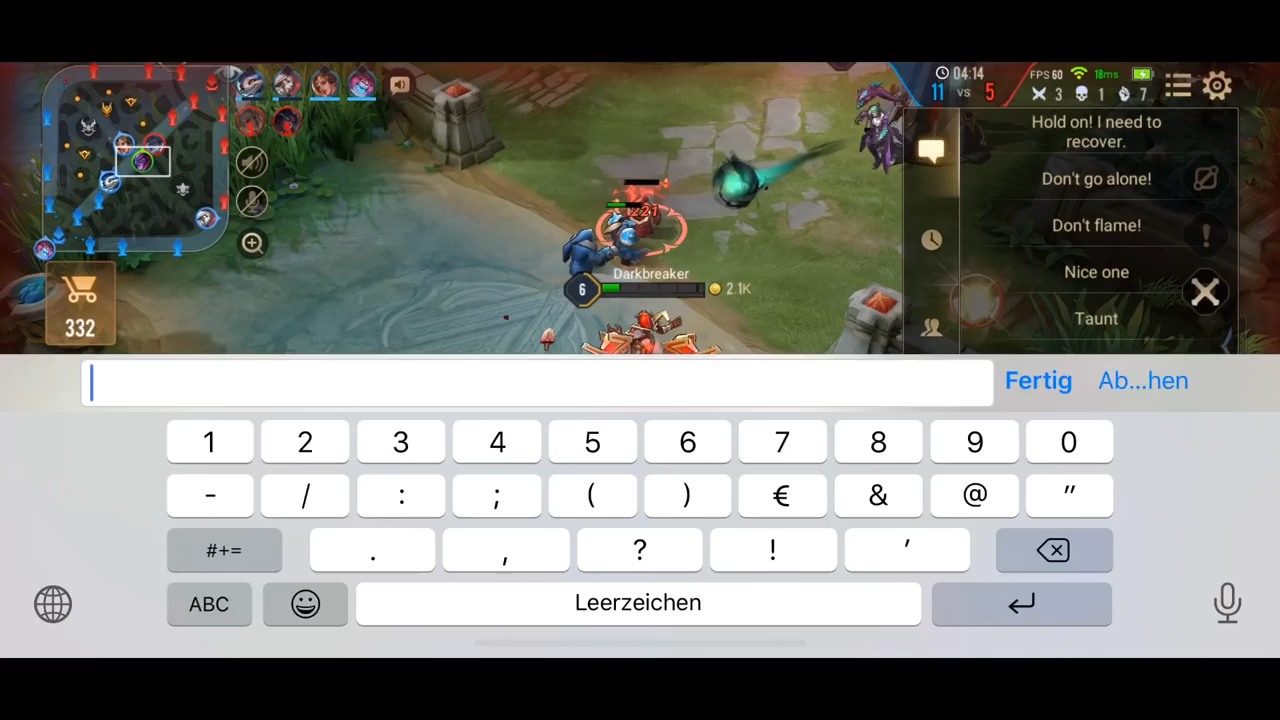 04:14
FPS 60
18ms
11 VS 5
3
1
7
Hold on! I need to
recover.
Don't go alone!
Don't flame!
Nice one
Taunt
221
Darkbreaker
6
2.1K
332
Fertig
Ab...hen
1 2 3 4 5 6 7 8 9 0
- / : ; ( ) € & @ "
#+= . , ? ! '
ABC
Leerzeichen